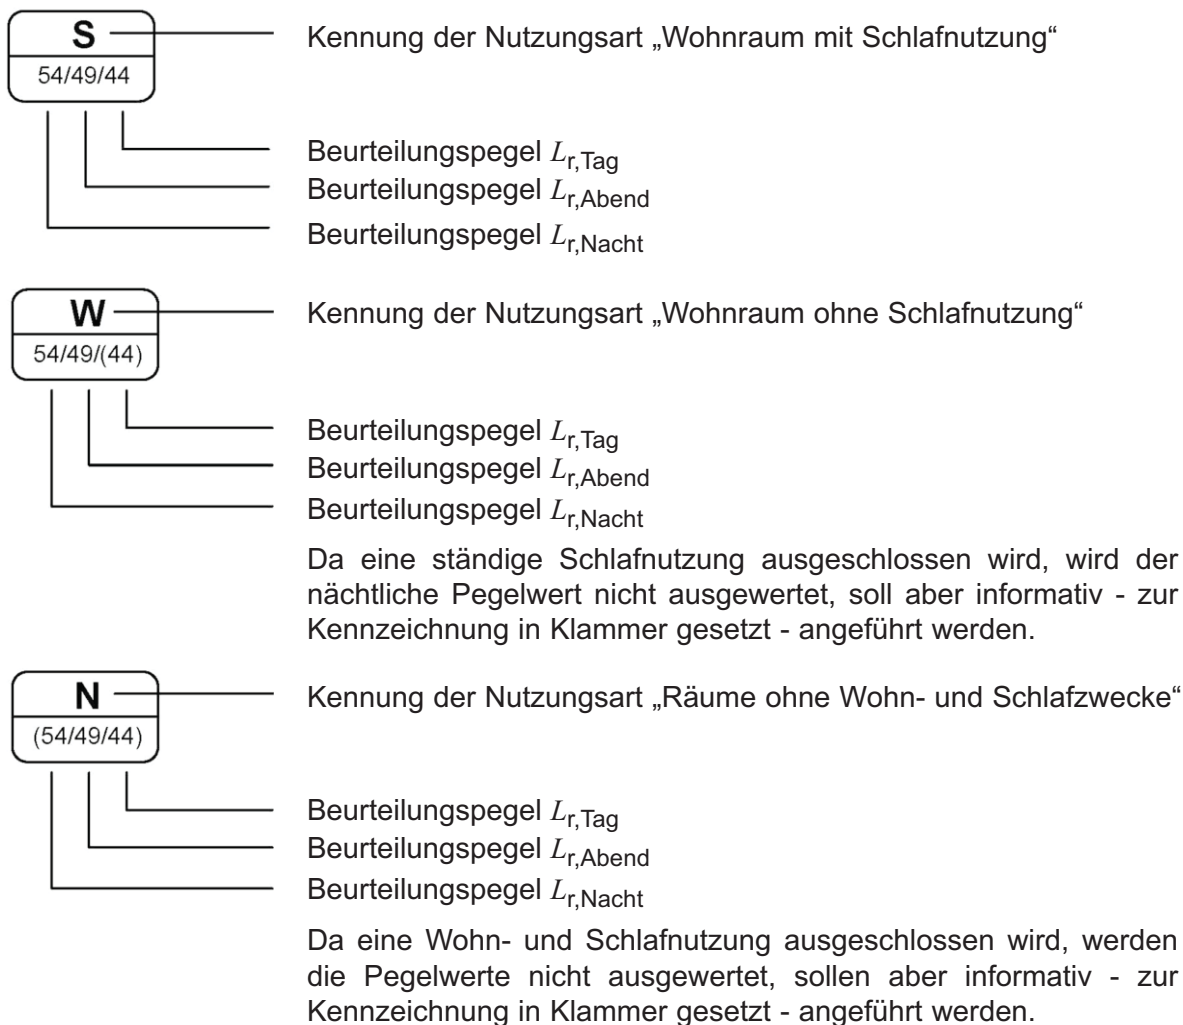 S Kennung der Nutzungsart „Wohnraum mit Schlafnutzung“
54/49/44
Beurteilungspegel Lr,Tag
Beurteilungspegel Lr,Abend
Beurteilungspegel Lr,Nacht
W Kennung der Nutzungsart „Wohnraum ohne Schlafnutzung“
54/49/(44)
Beurteilungspegel Lr,Tag
Beurteilungspegel Lr,Abend
Beurteilungspegel Lr,Nacht
Da eine ständige Schlafnutzung ausgeschlossen wird, wird der
nächtliche Pegelwert nicht ausgewertet, soll aber informativ - zur
Kennzeichnung in Klammer gesetzt - angeführt werden.
N Kennung der Nutzungsart „Räume ohne Wohn- und Schlafzwecke“
(54/49/44)
Beurteilungspegel Lr,Tag
Beurteilungspegel Lr,Abend
Beurteilungspegel Lr,Nacht
Da eine Wohn- und Schlafnutzung ausgeschlossen wird, werden
die Pegelwerte nicht ausgewertet, sollen aber informativ - zur
Kennzeichnung in Klammer gesetzt - angeführt werden.